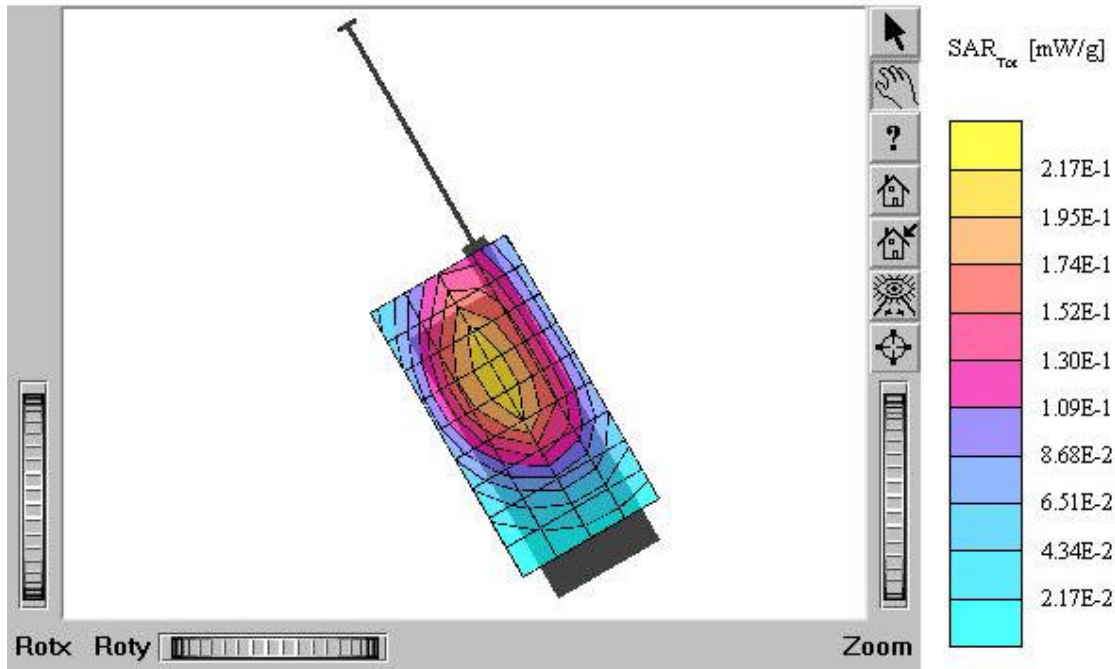 SAR_Tot [mW/g]
?
2.17E-1
1.95E-1
1.74E-1
1.52E-1
1.30E-1
1.09E-1
8.68E-2
6.51E-2
4.34E-2
2.17E-2
Rotx Roty Zoom